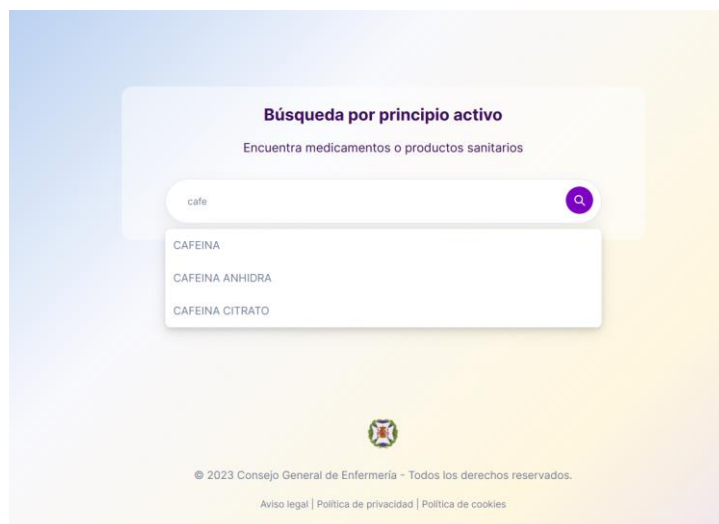 Búsqueda por principio activo
Encuentra medicamentos o productos sanitarios
cafe
CAFEINA
CAFEINA ANHIDRA
CAFEINA CITRATO
© 2023 Consejo General de Enfermería - Todos los derechos reservados.
Aviso legal | Política de privacidad | Política de cookies